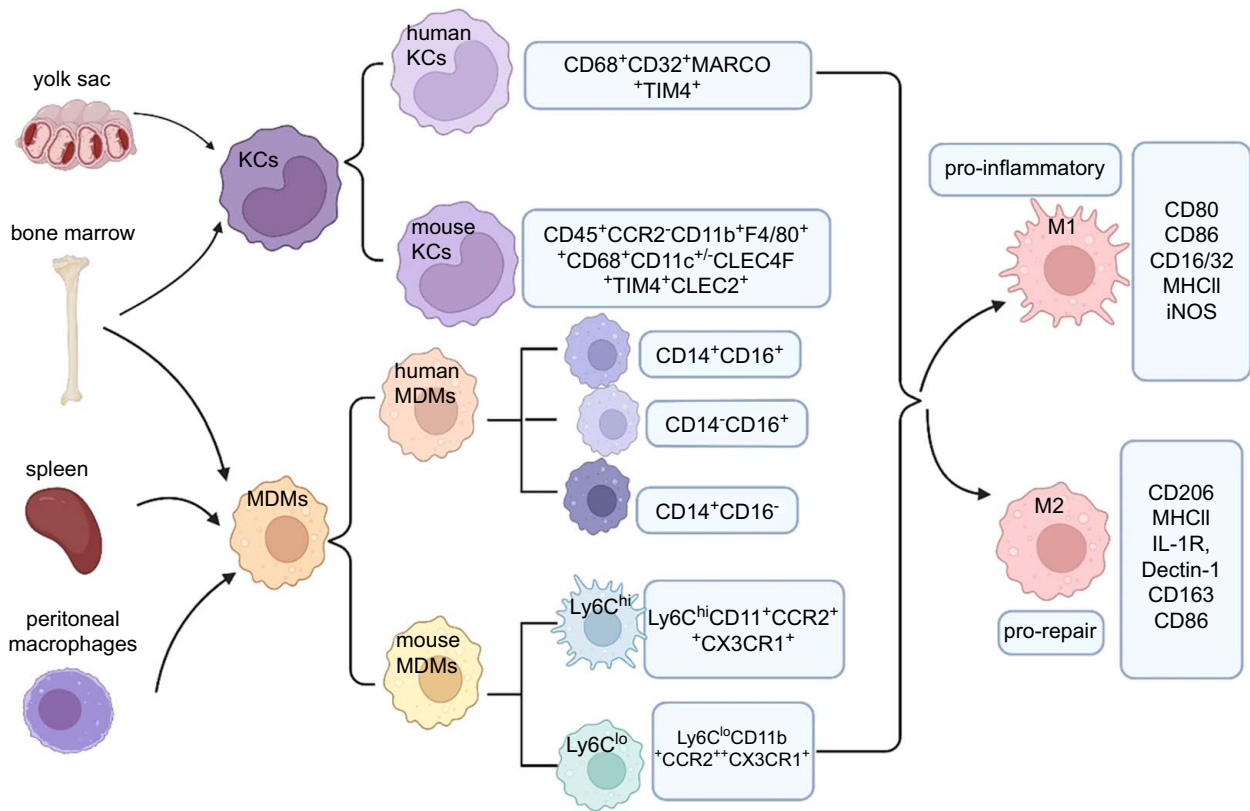 yolk sac
bone marrow
spleen
peritoneal
macrophages
KCs
MDMs
human
KCs
CD68⁺CD32⁺MARCO
⁺TIM4⁺
mouse
KCs
CD45⁺CCR2⁻CD11b⁺F4/80⁺
⁺CD68⁺CD11c⁺/⁻CLEC4F
⁺TIM4⁺CLEC2⁺
human
MDMs
CD14⁺CD16⁺
CD14⁻CD16⁺
CD14⁺CD16⁻
mouse
MDMs
Ly6Cʰⁱ
Ly6CʰⁱCD11⁺CCR2⁺
⁺CX3CR1⁺
Ly6Cˡᵒ
Ly6CˡᵒCD11b
⁺CCR2⁺⁺CX3CR1⁺
pro-inflammatory
M1
CD80
CD86
CD16/32
MHCII
iNOS
M2
pro-repair
CD206
MHCII
IL-1R,
Dectin-1
CD163
CD86